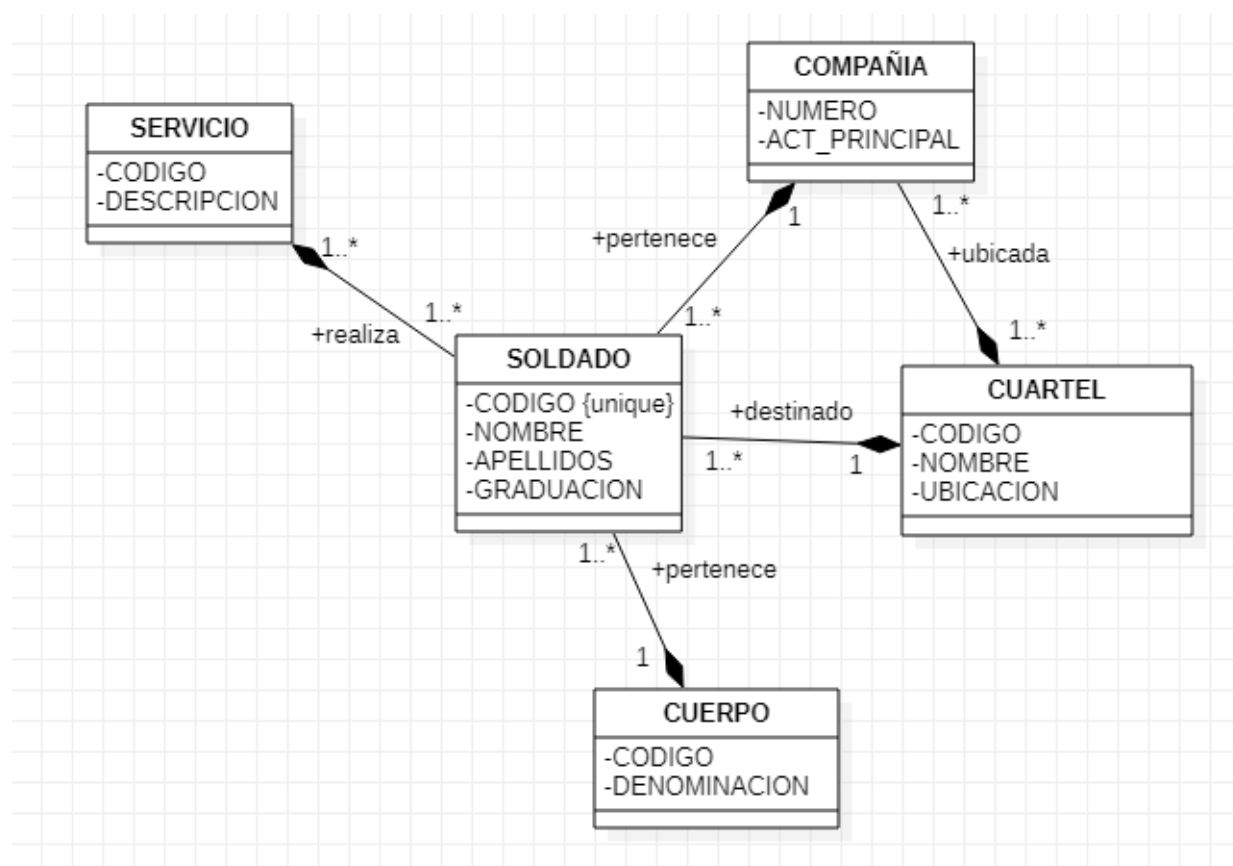 COMPAÑIA
-NUMERO
-ACT_PRINCIPAL
SERVICIO
-CODIGO
-DESCRIPCION
1..*
1
1..*
+pertenece
+ubicada
1..*
+realiza
1..*
1..*
SOLDADO
-CODIGO {unique}
-NOMBRE
-APELLIDOS
-GRADUACION
1..*
CUARTEL
-CODIGO
-NOMBRE
-UBICACION
+destinado
1..*
1
1..*
+pertenece
1
CUERPO
-CODIGO
-DENOMINACION